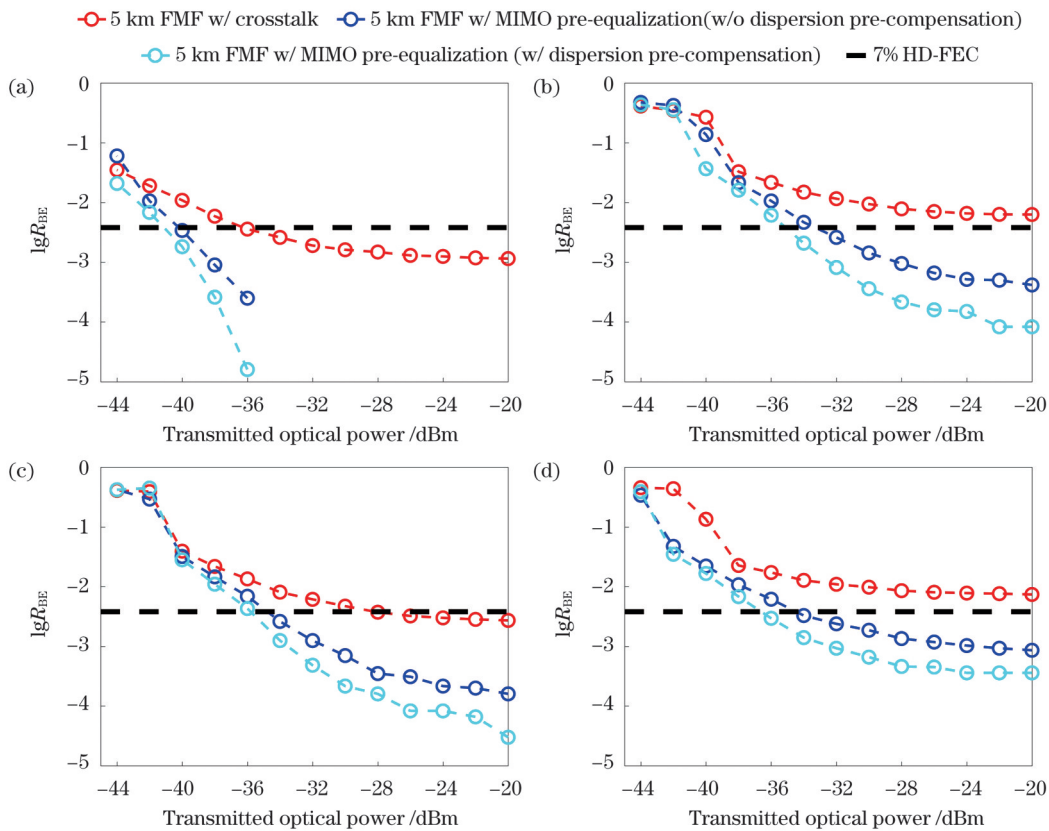 5 km FMF w/ crosstalk 5 km FMF w/ MIMO pre-equalization(w/o dispersion pre-compensation)
5 km FMF w/ MIMO pre-equalization (w/ dispersion pre-compensation) 7% HD-FEC
(a)
0
−1
−2
−3
−4
−5
lgR_BE
−44 −40 −36 −32 −28 −24 −20
Transmitted optical power /dBm
(b)
0
−1
−2
−3
−4
−5
lgR_BE
−44 −40 −36 −32 −28 −24 −20
Transmitted optical power /dBm
(c)
0
−1
−2
−3
−4
−5
lgR_BE
−44 −40 −36 −32 −28 −24 −20
Transmitted optical power /dBm
(d)
0
−1
−2
−3
−4
−5
lgR_BE
−44 −40 −36 −32 −28 −24 −20
Transmitted optical power /dBm